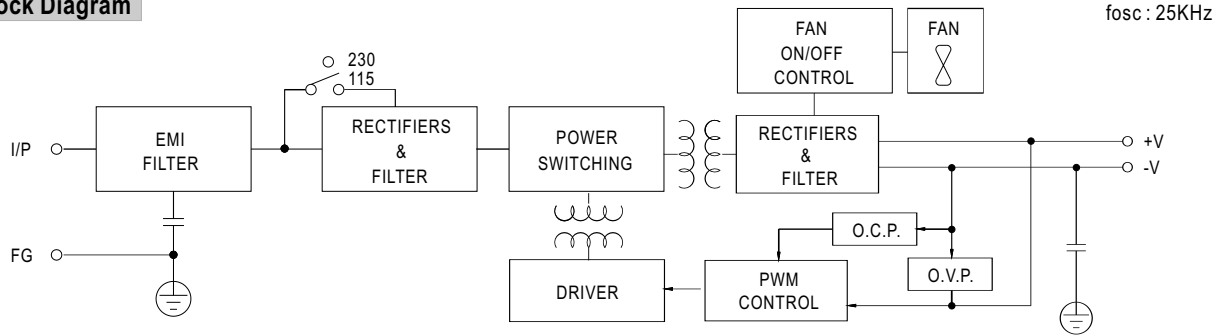 ock Diagram
fosc : 25KHz
FAN
ON/OFF
CONTROL
FAN
230
115
I/P
EMI
FILTER
RECTIFIERS
&
FILTER
POWER
SWITCHING
RECTIFIERS
&
FILTER
+V
-V
O.C.P.
FG
O.V.P.
DRIVER
PWM
CONTROL